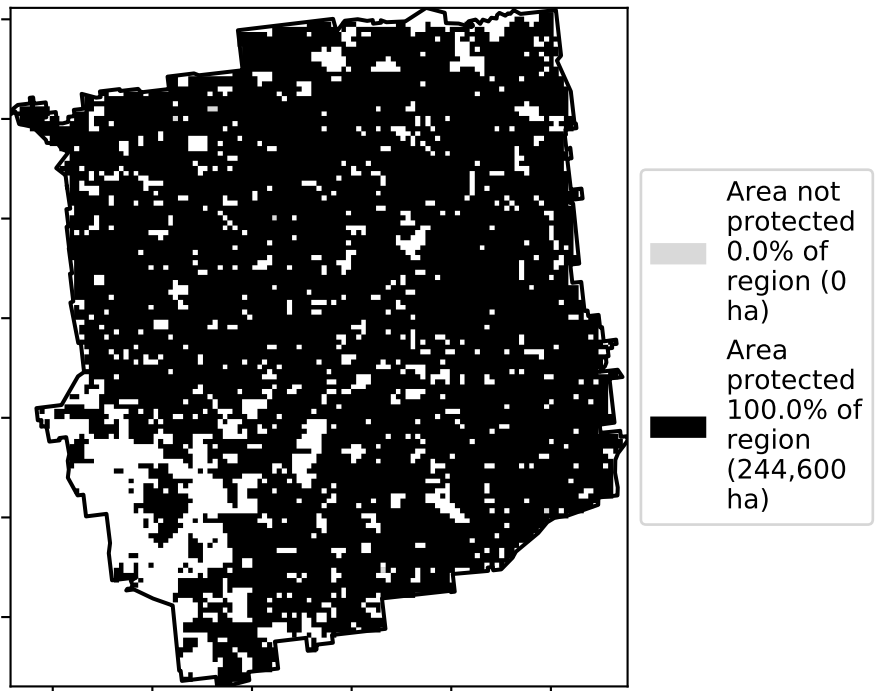 Area not
protected
0.0% of
region (0
ha)
Area
protected
100.0% of
region
(244,600
ha)